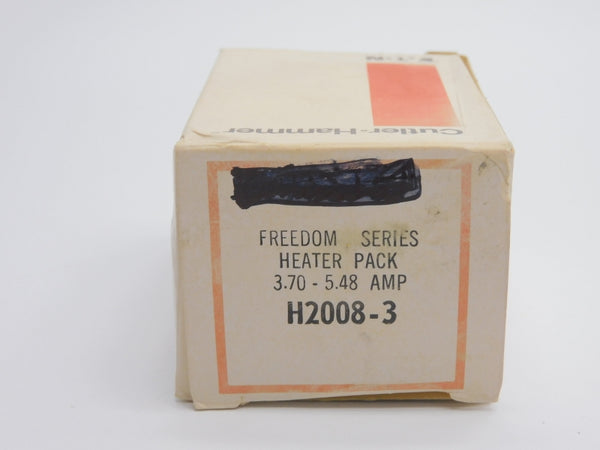 E·T·N
Cutler-Hammer
FREEDOM SERIES
HEATER PACK
3.70 - 5.48 AMP
H2008-3